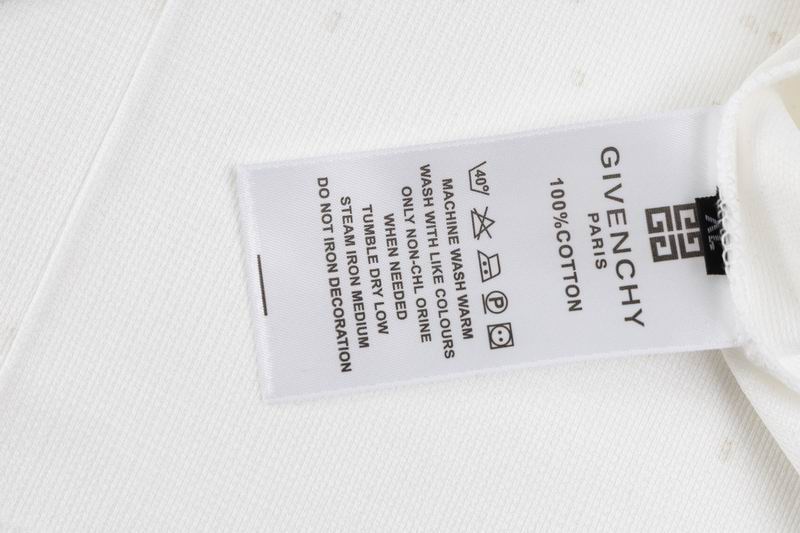 GIVENCHY
PARIS
100%COTTON
40°
P
MACHINE WASH WARM
WASH WITH LIKE COLOURS
ONLY NON-CHL ORINE
WHEN NEEDED
TUMBLE DRY LOW
STEAM IRON MEDIUM
DO NOT IRON DECORATION